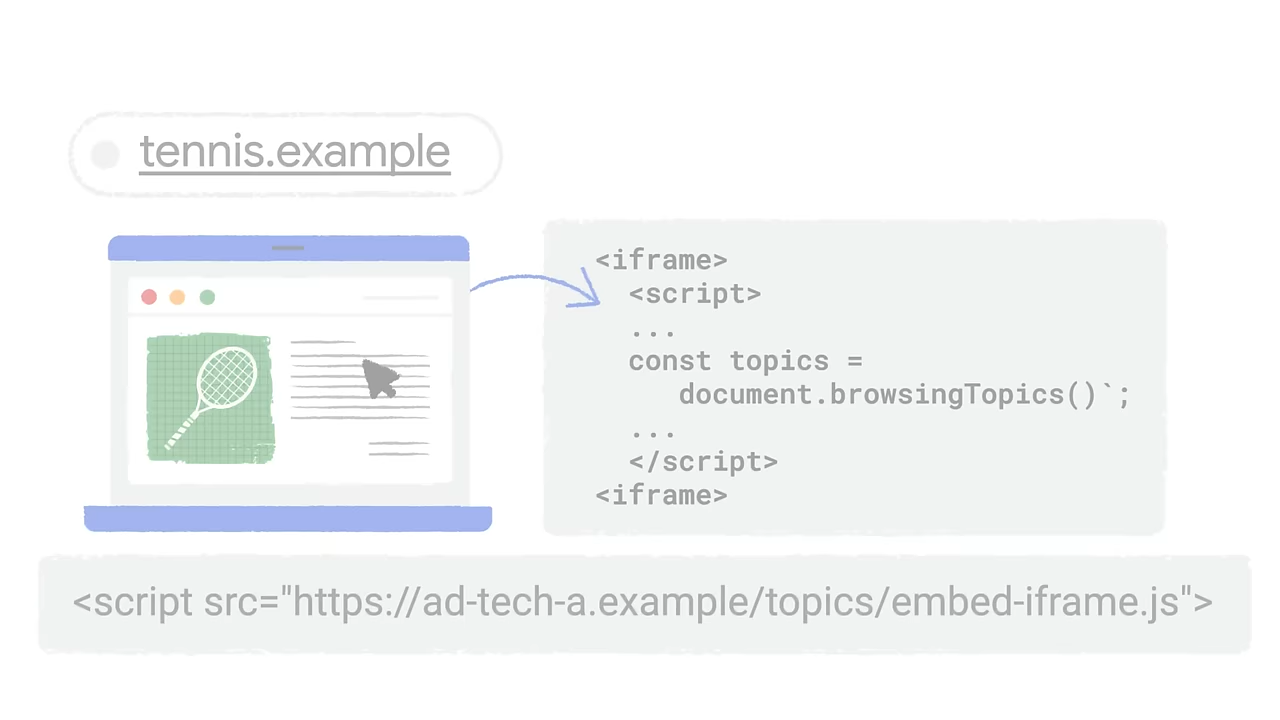 tennis.example
<iframe>
<script>
...
const topics =
document.browsingTopics()`;
...
</script>
<iframe>
<script src="https://ad-tech-a.example/topics/embed-iframe.js">